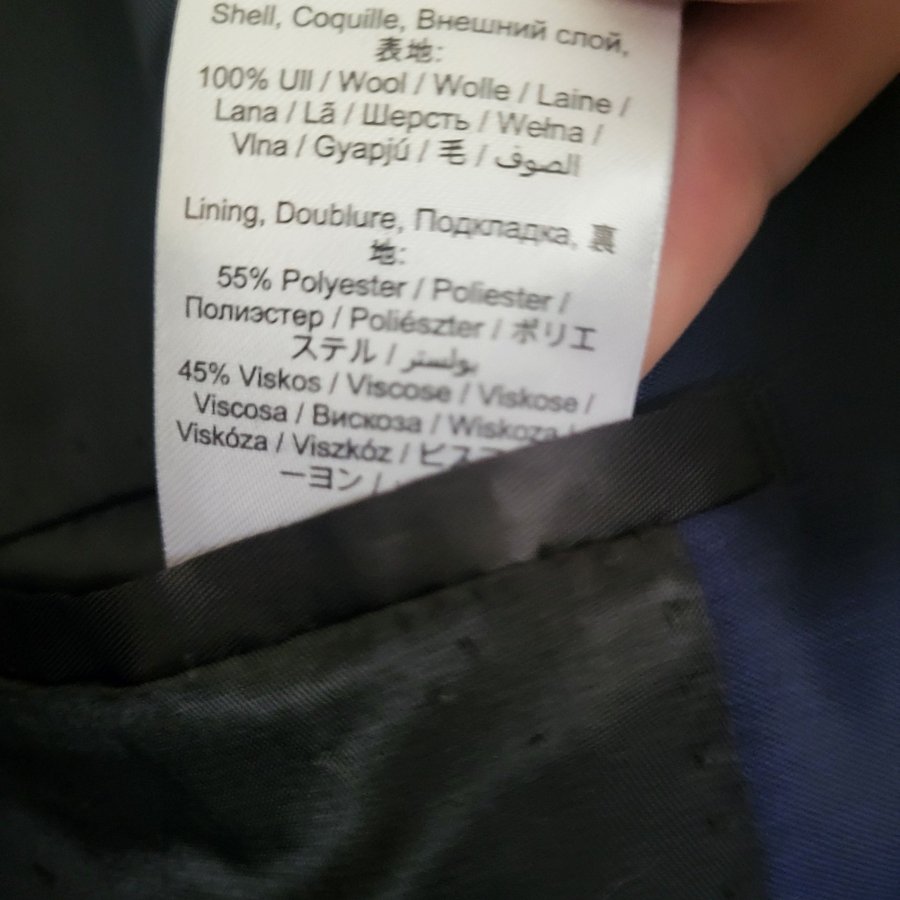 Shell, Coquille, Внешний слой,
表地:
100% Ull / Wool / Wolle / Laine /
Lana / Lã / Шерсть / Wełna /
Vlna / Gyapjú / 毛 / الصوف
Lining, Doublure, Подкладка, 裏
地:
55% Polyester / Poliester /
Полиэстер / Poliészter / ポリエ
ステル / بوليستر
45% Viskos / Viscose / Viskose /
Viscosa / Вискоза / Wiskoza /
Viskóza / Viszkóz / ビス
ーヨン /